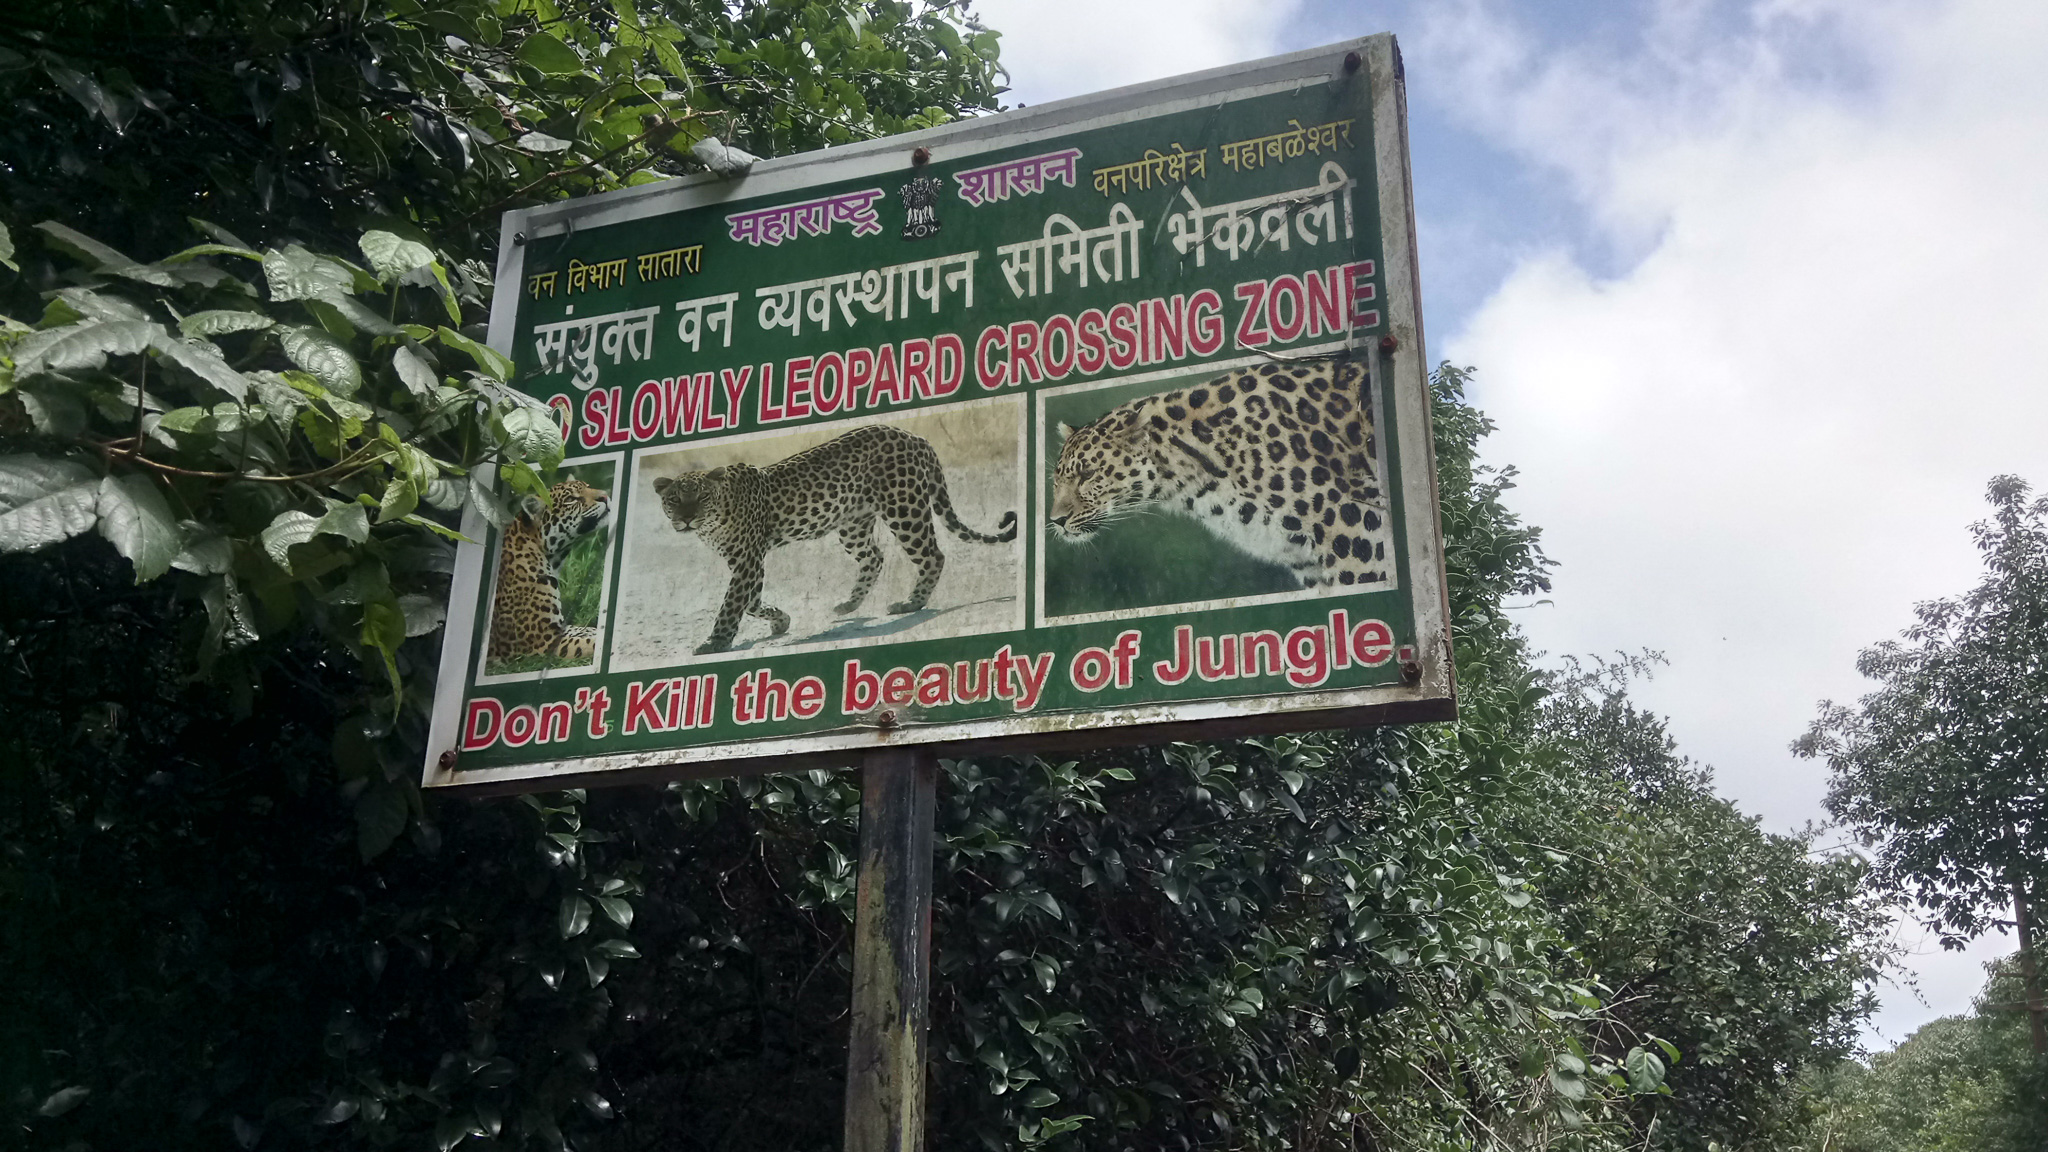 महाराष्ट्र शासन
वन विभाग सातारा वनपरिक्षेत्र महाबळेश्वर
संयुक्त वन व्यवस्थापन समिती भेकवली
SLOWLY LEOPARD CROSSING ZONE
Don't Kill the beauty of Jungle.